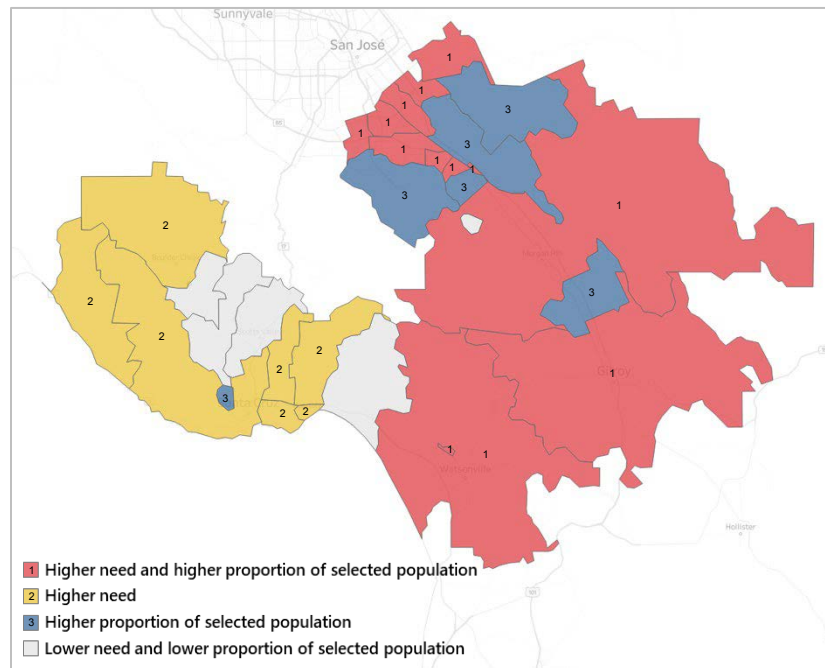 Sunnyvale
San José
1
1
1
1
3
1
3
1
1
1
1
3
3
1
2
3
2
2
2
2
1
3
Gilroy
2
2
1
1
Watsonville
Hollister
1 Higher need and higher proportion of selected population
2 Higher need
3 Higher proportion of selected population
Lower need and lower proportion of selected population